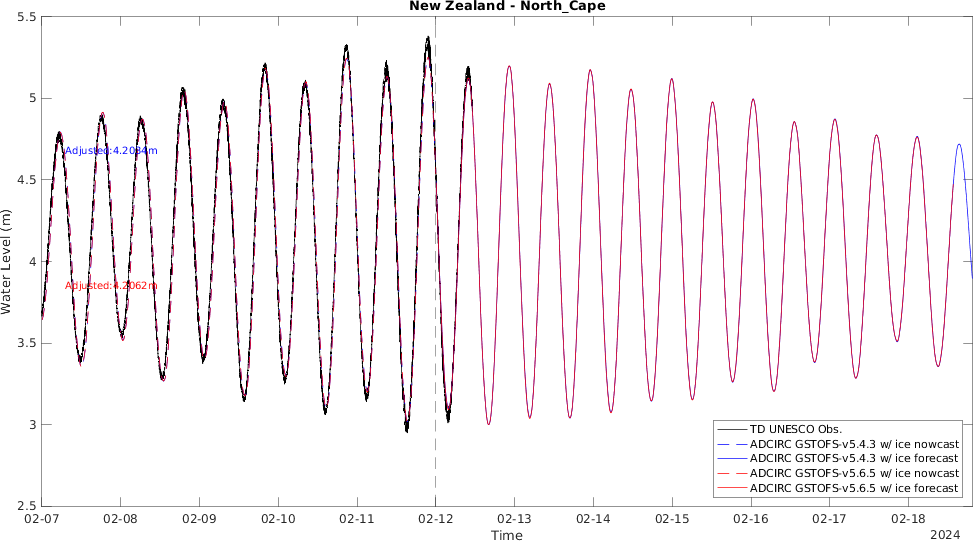 New Zealand - North_Cape
5.5
5
4.5
4
3.5
3
2.5
Water Level (m)
Adjusted:4.2034m
Adjusted:4.2062m
TD UNESCO Obs.
ADCIRC GSTOFS-v5.4.3 w/ ice nowcast
ADCIRC GSTOFS-v5.4.3 w/ ice forecast
ADCIRC GSTOFS-v5.6.5 w/ ice nowcast
ADCIRC GSTOFS-v5.6.5 w/ ice forecast
02-07 02-08 02-09 02-10 02-11 02-12 02-13 02-14 02-15 02-16 02-17 02-18
Time
2024